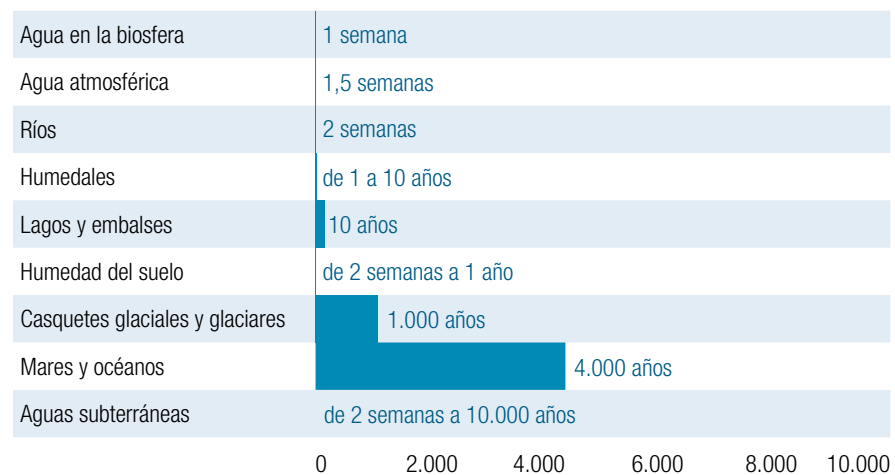 Agua en la biosfera 1 semana
Agua atmosférica 1,5 semanas
Ríos 2 semanas
Humedales de 1 a 10 años
Lagos y embalses 10 años
Humedad del suelo de 2 semanas a 1 año
Casquetes glaciales y glaciares 1.000 años
Mares y océanos 4.000 años
Aguas subterráneas de 2 semanas a 10.000 años
0 2.000 4.000 6.000 8.000 10.000